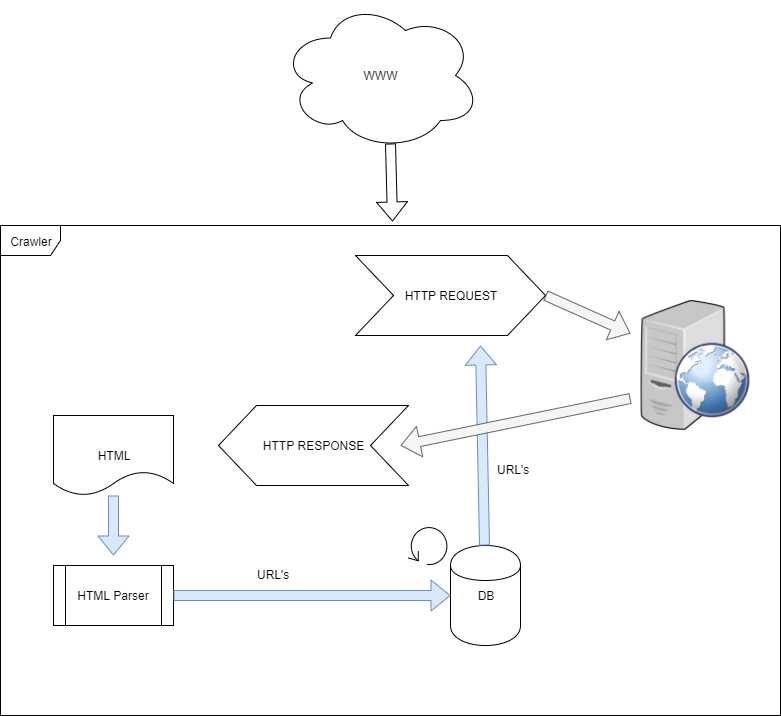 WWW
Crawler
HTTP REQUEST
HTTP RESPONSE
HTML
URL's
URL's
HTML Parser
DB